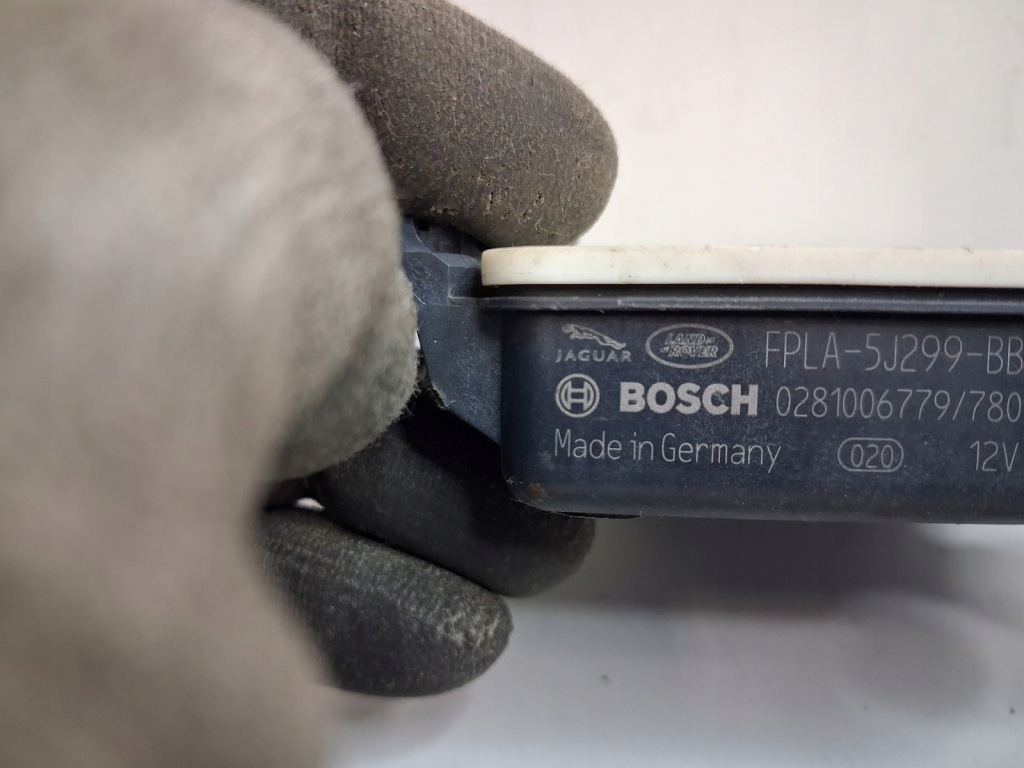 JAGUAR LAND ROVER FPLA-5J299-BB
H BOSCH 0281006779/780
Made in Germany 020 12V